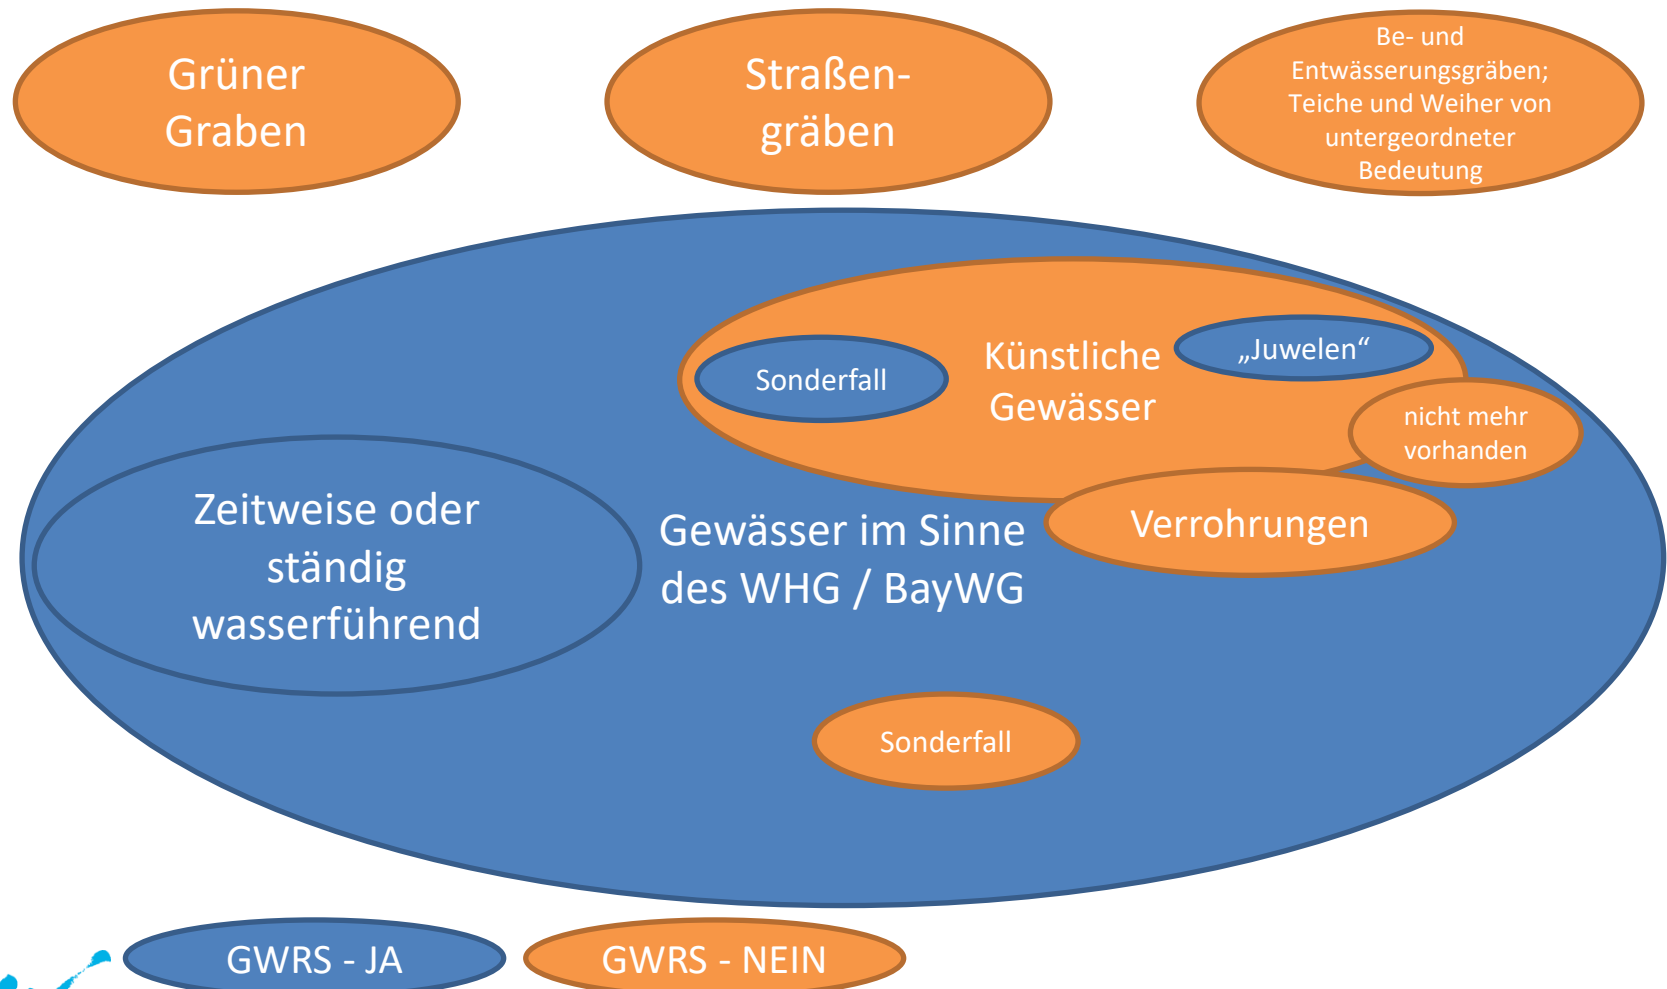 Grüner
Graben
Straßen-
gräben
Be- und
Entwässerungsgräben;
Teiche und Weiher von
untergeordneter
Bedeutung
Sonderfall
Künstliche
Gewässer
„Juwelen“
nicht mehr
vorhanden
Verrohrungen
Zeitweise oder
ständig
wasserführend
Gewässer im Sinne
des WHG / BayWG
Sonderfall
GWRS - JA
GWRS - NEIN